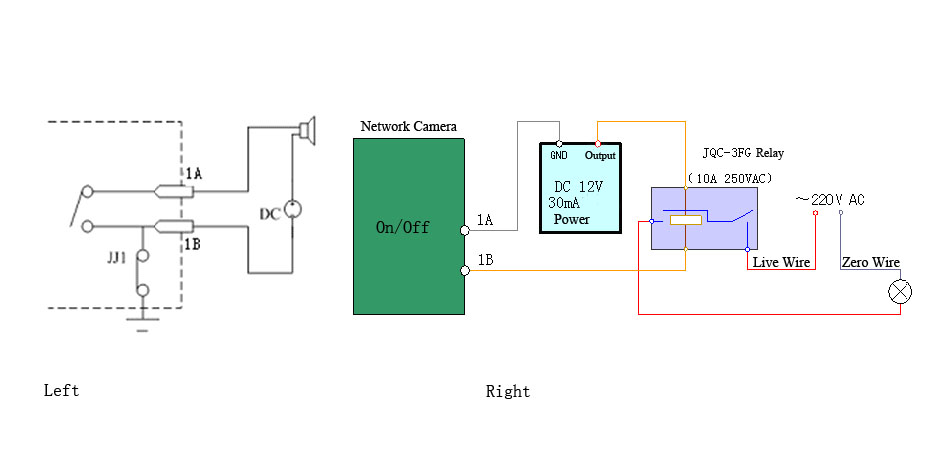 1A
DC
1B
JJ1
Left
Network Camera
On/Off
1A
1B
GND
Output
DC 12V
30mA
Power
JQC-3FG Relay
(10A 250VAC)
~220V AC
Live Wire
Zero Wire
Right